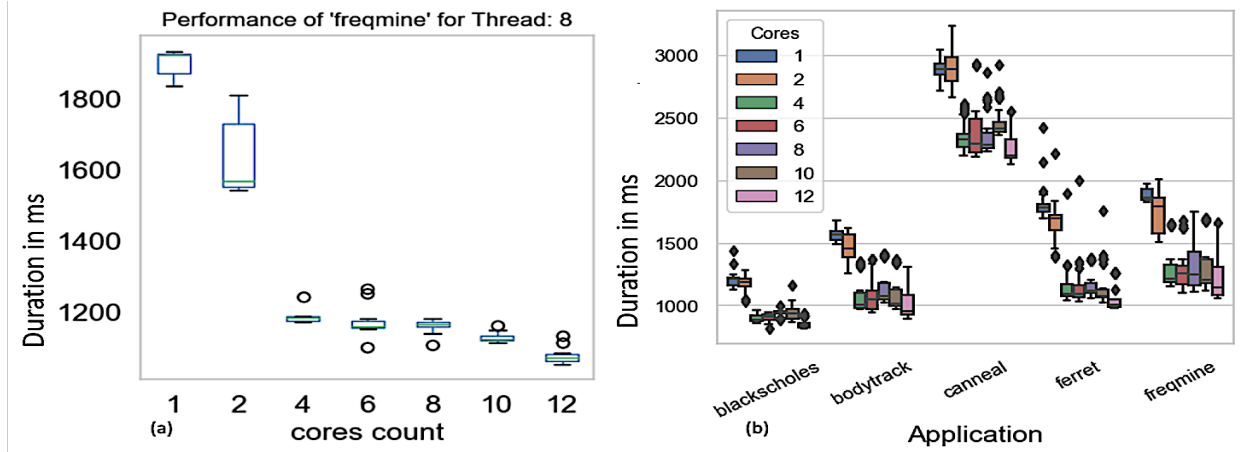 Performance of 'freqmine' for Thread: 8
Duration in ms
1800
1600
1400
1200
1 2 4 6 8 10 12
(a)
cores count
Duration in ms
3000
2500
2000
1500
1000
Cores
1
2
4
6
8
10
12
blackscholes bodytrack canneal ferret freqmine
(b)
Application